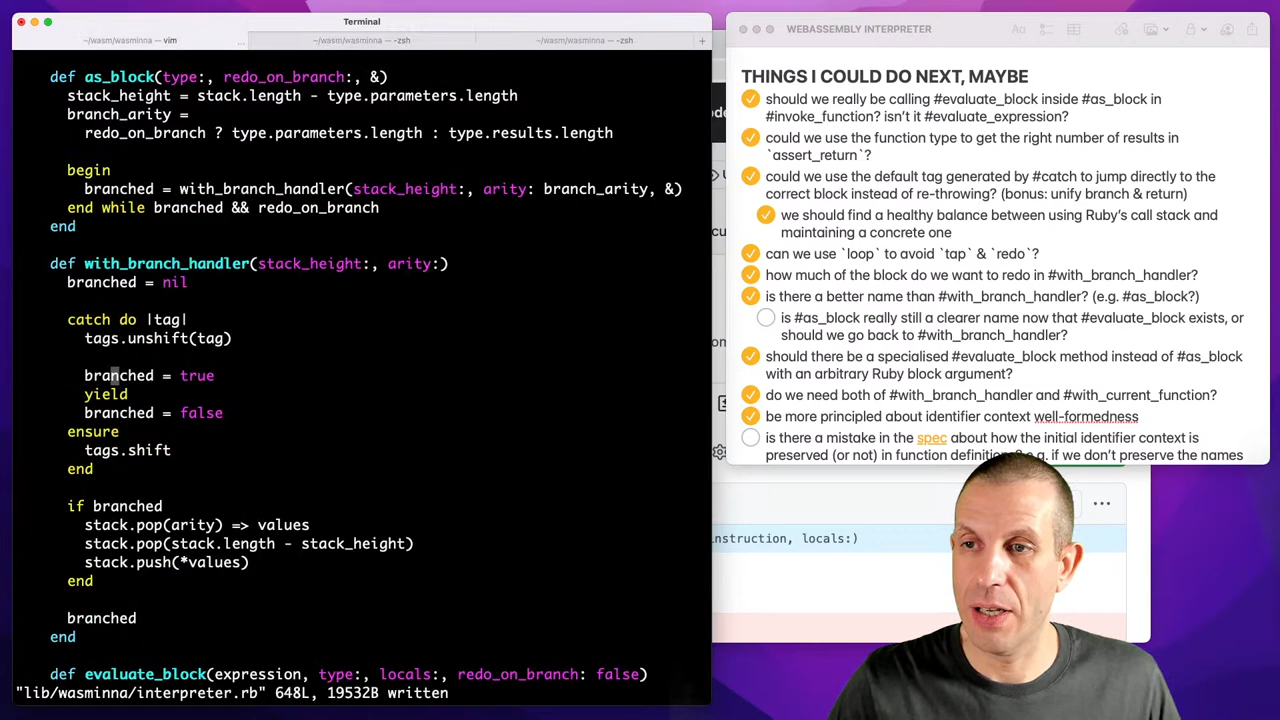 Terminal
~/wasm/wasminna — vim
...
~/wasm/wasminna — -zsh
~/wasm/wasminna — -zsh
+
def as_block(type:, redo_on_branch:, &)
stack_height = stack.length - type.parameters.length
branch_arity =
redo_on_branch ? type.parameters.length : type.results.length
begin
branched = with_branch_handler(stack_height:, arity: branch_arity, &)
end while branched && redo_on_branch
end
def with_branch_handler(stack_height:, arity:)
branched = nil
catch do |tag|
tags.unshift(tag)
branched = true
yield
branched = false
ensure
tags.shift
end
if branched
stack.pop(arity) => values
stack.pop(stack.length - stack_height)
stack.push(*values)
end
branched
end
def evaluate_block(expression, type:, locals:, redo_on_branch: false)
"lib/wasminna/interpreter.rb" 648L, 19532B written
WEBASSEMBLY INTERPRETER
Aa
THINGS I COULD DO NEXT, MAYBE
should we really be calling #evaluate_block inside #as_block in
#invoke_function? isn't it #evaluate_expression?
could we use the function type to get the right number of results in
`assert_return`?
could we use the default tag generated by #catch to jump directly to the
correct block instead of re-throwing? (bonus: unify branch & return)
we should find a healthy balance between using Ruby's call stack and
maintaining a concrete one
can we use `loop` to avoid `tap` & `redo`?
how much of the block do we want to redo in #with_branch_handler?
is there a better name than #with_branch_handler? (e.g. #as_block?)
is #as_block really still a clearer name now that #evaluate_block exists, or
should we go back to #with_branch_handler?
should there be a specialised #evaluate_block method instead of #as_block
with an arbitrary Ruby block argument?
do we need both of #with_branch_handler and #with_current_function?
be more principled about identifier context well-formedness
is there a mistake in the spec about how the initial identifier context is
preserved (or not) in function definitions? e.g. if we don't preserve the names
nstruction, locals:)